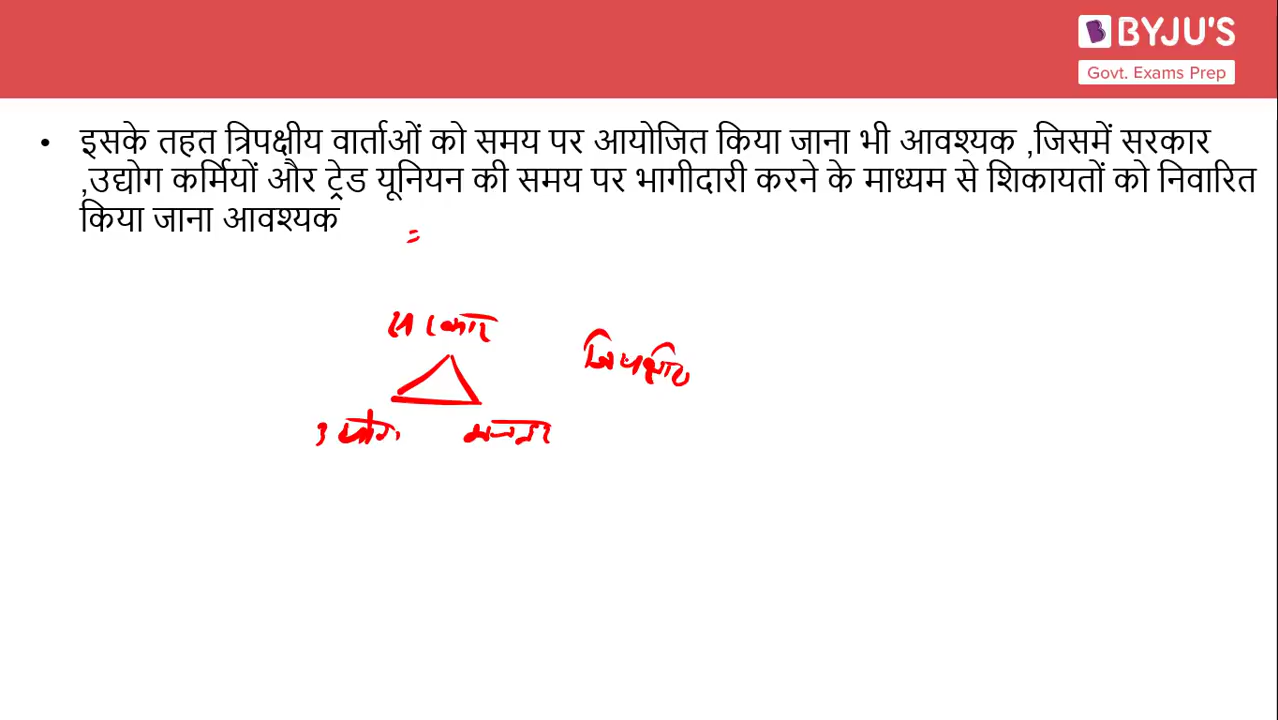 BYJU'S
Govt. Exams Prep
• इसके तहत त्रिपक्षीय वार्ताओं को समय पर आयोजित किया जाना भी आवश्यक ,जिसमें सरकार
,उद्योग कर्मियों और ट्रेड यूनियन की समय पर भागीदारी करने के माध्यम से शिकायतों को निवारित
किया जाना आवश्यक
सरकार
त्रिपक्षीय
उद्योग मजदूर